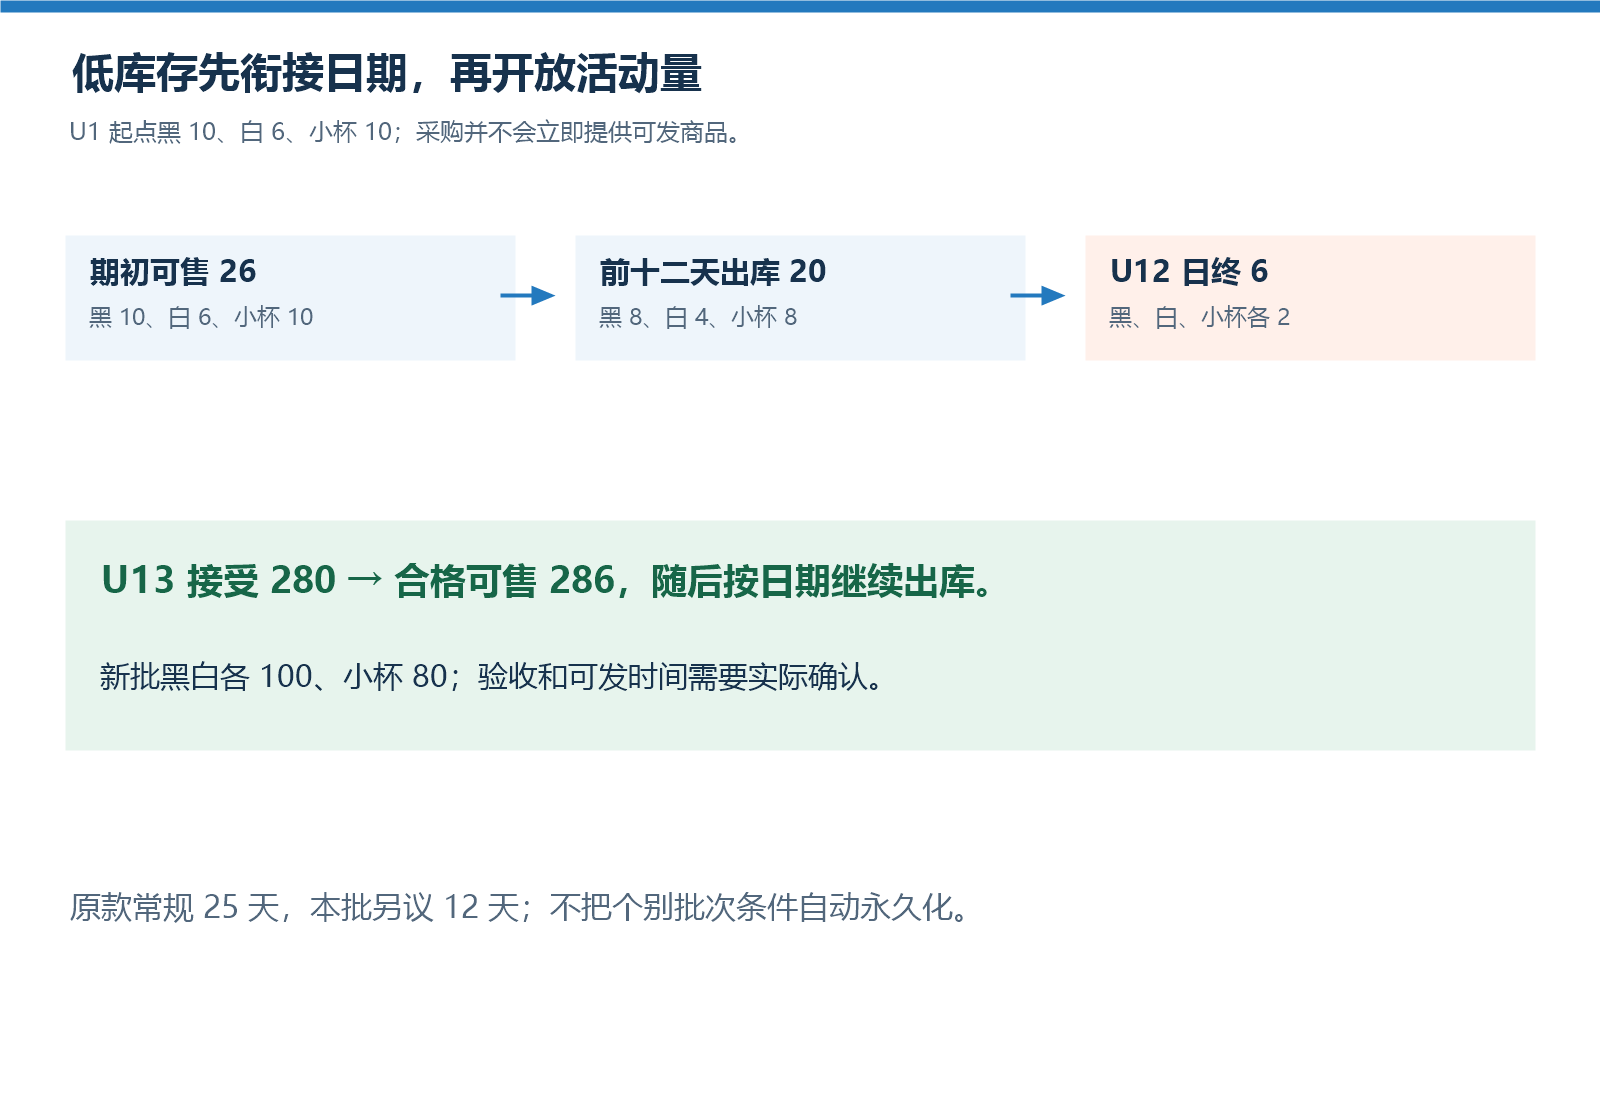 低库存先衔接日期，再开放活动量
U1 起点黑 10、白 6、小杯 10；采购并不会立即提供可发商品。
期初可售 26
黑 10、白 6、小杯 10
前十二天出库 20
黑 8、白 4、小杯 8
U12 日终 6
黑、白、小杯各 2
U13 接受 280 → 合格可售 286，随后按日期继续出库。
新批黑白各 100、小杯 80；验收和可发时间需要实际确认。
原款常规 25 天，本批另议 12 天；不把个别批次条件自动永久化。